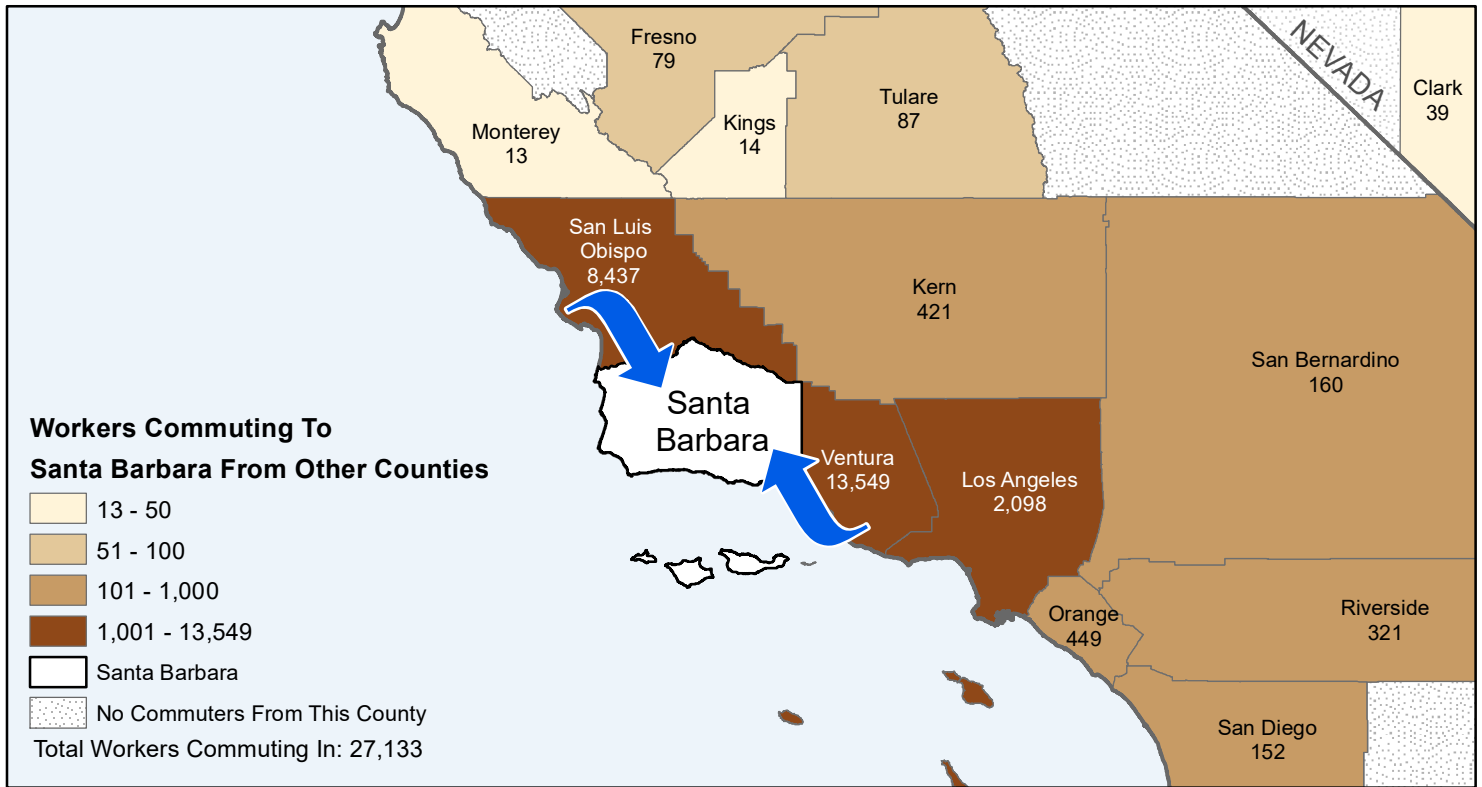 Fresno
79
NEVADA
Clark
39
Tulare
87
Kings
14
Monterey
13
San Luis
Obispo
8,437
Kern
421
San Bernardino
160
Santa
Barbara
Ventura
13,549
Los Angeles
2,098
Orange
449
Riverside
321
San Diego
152
Workers Commuting To
Santa Barbara From Other Counties
13 - 50
51 - 100
101 - 1,000
1,001 - 13,549
Santa Barbara
No Commuters From This County
Total Workers Commuting In: 27,133